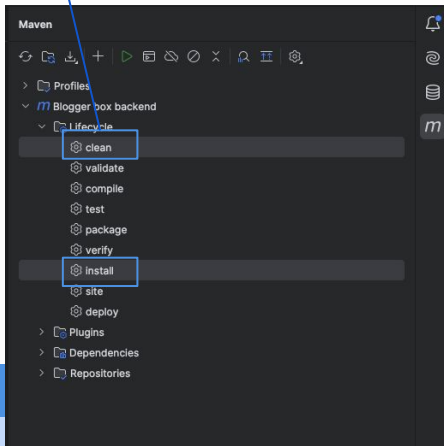 Maven
Profiles
m Blogger box backend
Lifecycle
clean
validate
compile
test
package
verify
install
site
deploy
Plugins
Dependencies
Repositories
m